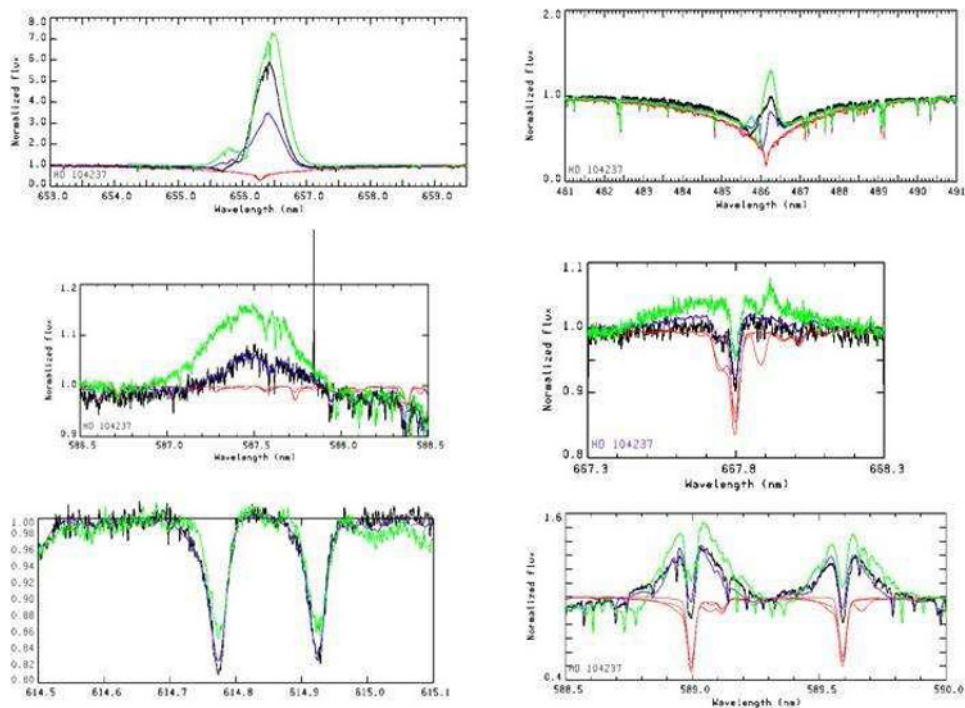 Normalized flux
8.0
7.0
6.0
5.0
4.0
3.0
2.0
1.0
0.0
HD 104237
653.0 654.0 655.0 656.0 657.0 658.0 659.0
Wavelength (nm)
Normalized flux
2.0
1.0
0.0
HD 104237
481 482 483 484 485 486 487 488 489 490 491
Wavelength (nm)
Normalized flux
1.2
1.1
1.0
0.9
HD 104237
586.5 587.0 587.5 588.0 588.5
Wavelength (nm)
Normalized flux
1.1
1.0
0.9
0.8
HD 104237
667.3 667.8 668.3
Wavelength (nm)
1.00
0.98
0.96
0.94
0.92
0.90
0.88
0.86
0.84
0.82
0.80
614.5 614.6 614.7 614.8 614.9 615.0 615.1
Normalized flux
1.6
0.4
HD 104237
588.5 589.0 589.5 590.0
Wavelength (nm)